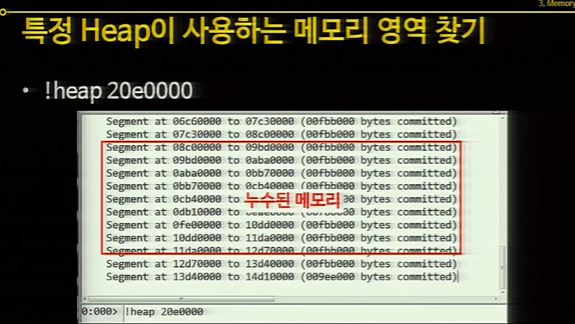 3. Memory
특정 Heap이 사용하는 메모리 영역 찾기
• !heap 20e0000
Segment at 06c60000 to 07c30000 (00fbb000 bytes committed)
Segment at 07c30000 to 08c00000 (00fbb000 bytes committed)
Segment at 08c00000 to 09bd0000 (00fbb000 bytes committed)
Segment at 09bd0000 to 0aba0000 (00fbb000 bytes committed)
Segment at 0aba0000 to 0bb70000 (00fbb000 bytes committed)
Segment at 0bb70000 to 0cb40000 (00fbb000 bytes committed)
Segment at 0cb40000 bytes committed)
누수된 메모리
Segment at 0db10000 bytes committed)
Segment at 0fe00000 to 10dd0000 (00fbb000 bytes committed)
Segment at 10dd0000 to 11da0000 (00fbb000 bytes committed)
Segment at 11da0000 to 12d70000 (00fbb000 bytes committed)
Segment at 12d70000 to 13d40000 (00fbb000 bytes committed)
Segment at 13d40000 to 14d10000 (009ee000 bytes committed)
0:000> !heap 20e0000